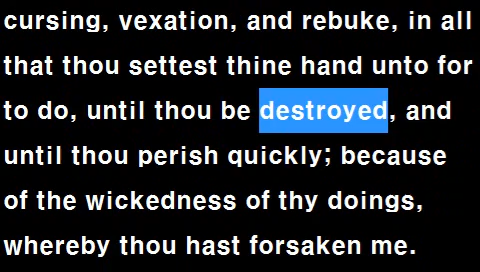 cursing, vexation, and rebuke, in all
that thou settest thine hand unto for
to do, until thou be destroyed, and
until thou perish quickly; because
of the wickedness of thy doings,
whereby thou hast forsaken me.